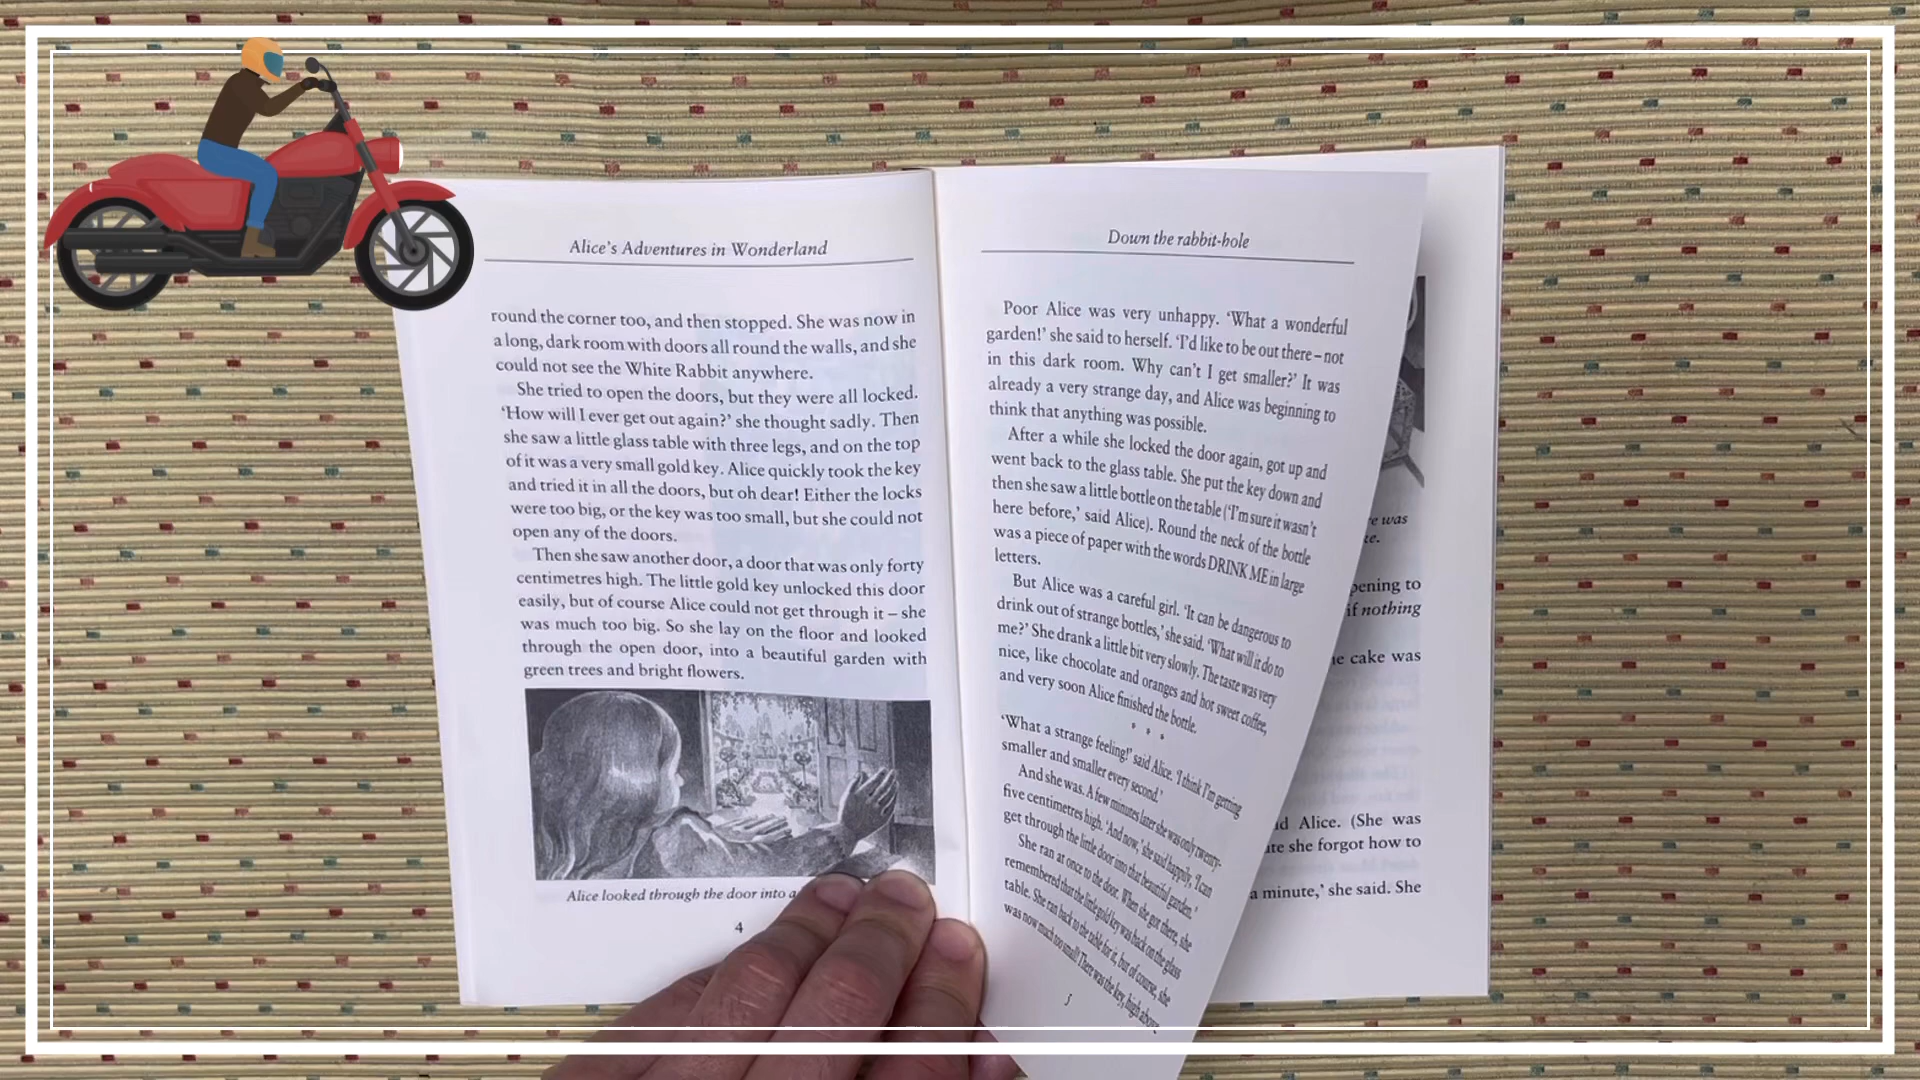 Alice's Adventures in Wonderland
round the corner too, and then stopped. She was now in
a long, dark room with doors all round the walls, and she
could not see the White Rabbit anywhere.
She tried to open the doors, but they were all locked.
'How will I ever get out again?' she thought sadly. Then
she saw a little glass table with three legs, and on the top
of it was a very small gold key. Alice quickly took the key
and tried it in all the doors, but oh dear! Either the locks
were too big, or the key was too small, but she could not
open any of the doors.
Then she saw another door, a door that was only forty
centimetres high. The little gold key unlocked this door
easily, but of course Alice could not get through it – she
was much too big. So she lay on the floor and looked
through the open door, into a beautiful garden with
green trees and bright flowers.
Alice looked through the door into a
4
Down the rabbit-hole
Poor Alice was very unhappy. 'What a wonderful
garden!' she said to herself. 'I'd like to be out there – not
in this dark room. Why can't I get smaller?' It was
already a very strange day, and Alice was beginning to
think that anything was possible.
After a while she locked the door again, got up and
went back to the glass table. She put the key down and
then she saw a little bottle on the table ('I'm sure it wasn't
here before,' said Alice). Round the neck of the bottle
was a piece of paper with the words DRINK ME in large
letters.
But Alice was a careful girl. 'It can be dangerous to
drink out of strange bottles,' she said. 'What will it do to
me?' She drank a little bit very slowly. The taste was very
nice, like chocolate and oranges and hot sweet coffee,
and very soon Alice finished the bottle.
* * *
'What a strange feeling!' said Alice. 'I think I'm getting
smaller and smaller every second.'
And she was. A few minutes later she was only twenty-
five centimetres high. 'And now,' she said happily, 'I can
get through the little door into that beautiful garden.'
She ran at once to the door. When she got there, she
remembered that the little gold key was back on the glass
table. She ran back to the table for it, but of course, she
was now much too small! There was the key, high above
5
was
pening to
if nothing
cake was
Alice. (She was
she forgot how to
a minute,' she said. She